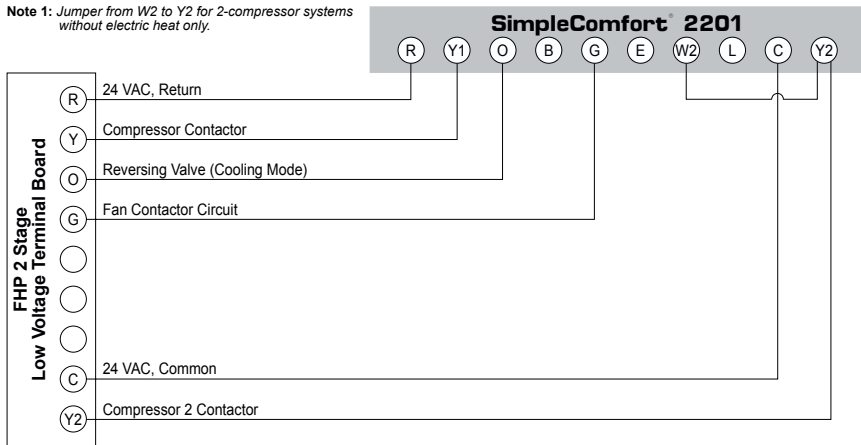 Note 1: Jumper from W2 to Y2 for 2-compressor systems
without electric heat only.
SimpleComfort® 2201
R Y1 O B G E W2 L C Y2
FHP 2 Stage
Low Voltage Terminal Board
R 24 VAC, Return
Y Compressor Contactor
O Reversing Valve (Cooling Mode)
G Fan Contactor Circuit
C 24 VAC, Common
Y2 Compressor 2 Contactor